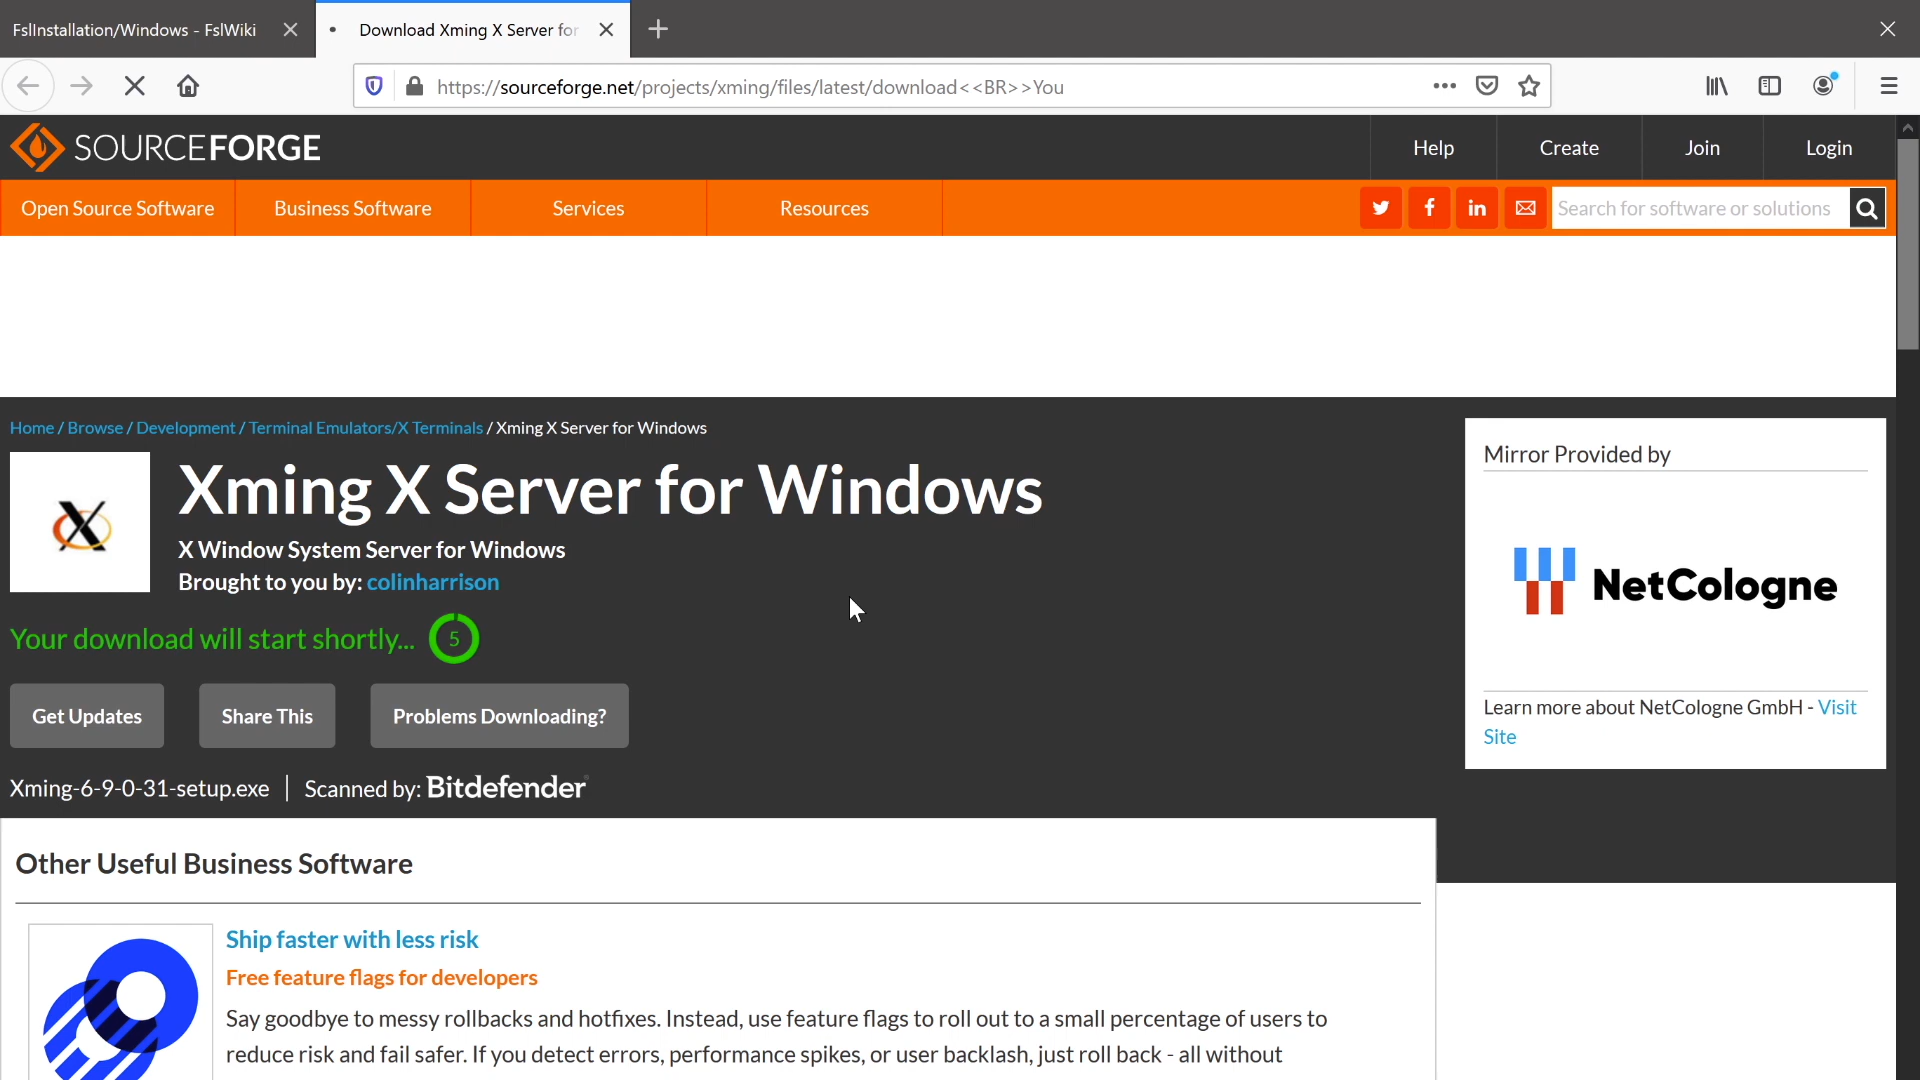 FslInstallation/Windows - FslWiki
Download Xming X Server for
https://sourceforge.net/projects/xming/files/latest/download<<BR>>You
SOURCEFORGE
Help
Create
Join
Login
Open Source Software
Business Software
Services
Resources
Search for software or solutions
Home / Browse / Development / Terminal Emulators/X Terminals / Xming X Server for Windows
Xming X Server for Windows
X Window System Server for Windows
Brought to you by: colinharrison
Your download will start shortly... 5
Get Updates
Share This
Problems Downloading?
Xming-6-9-0-31-setup.exe | Scanned by: Bitdefender
Mirror Provided by
NetCologne
Learn more about NetCologne GmbH - Visit
Site
Other Useful Business Software
Ship faster with less risk
Free feature flags for developers
Say goodbye to messy rollbacks and hotfixes. Instead, use feature flags to roll out to a small percentage of users to
reduce risk and fail safer. If you detect errors, performance spikes, or user backlash, just roll back - all without